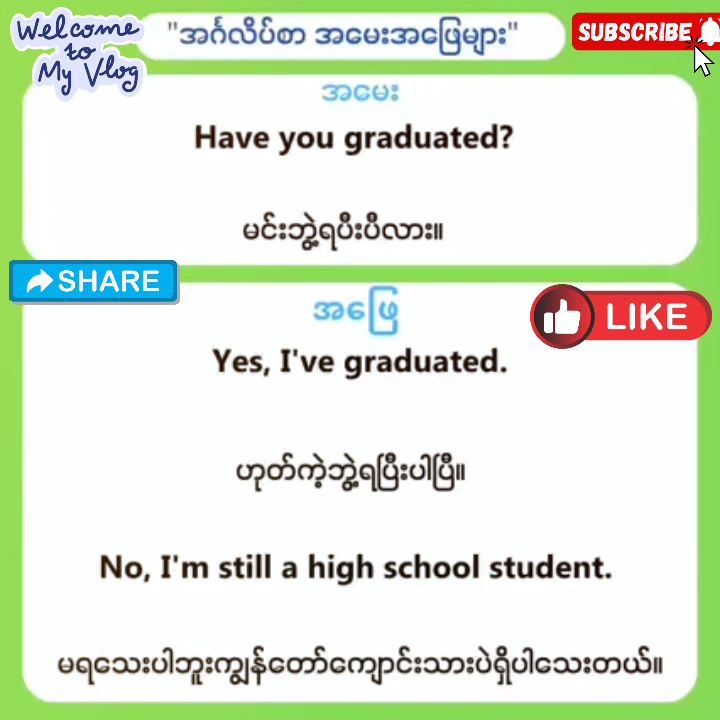 Welcome
to
My Vlog
"အင်္ဂလိပ်စာ အမေးအဖြေများ"
SUBSCRIBE
အမေး
Have you graduated?
မင်းဘွဲ့ရပီးပီလား။
SHARE
LIKE
အဖြေ
Yes, I've graduated.
ဟုတ်ကဲ့ဘွဲ့ရပြီးပါပြီ။
No, I'm still a high school student.
မရသေးပါဘူးကျွန်တော်ကျောင်းသားပဲရှိပါသေးတယ်။